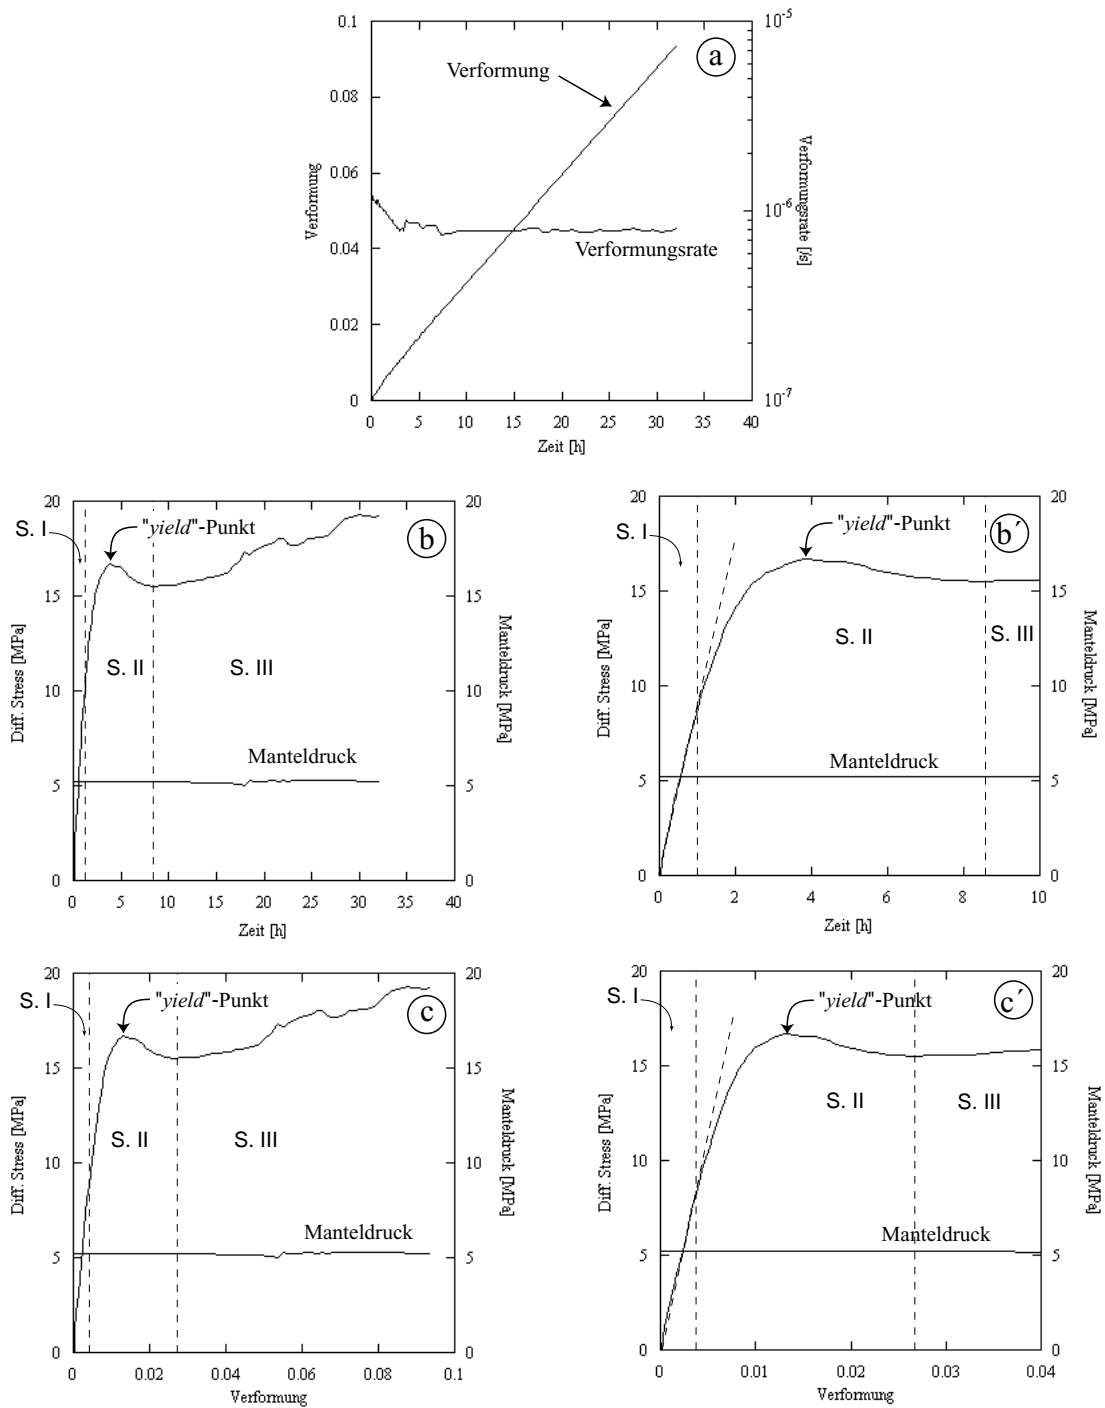 a
Verformung
Verformungsrate
0.1
0.08
0.06
0.04
0.02
0
Verformung
10-5
10-6
10-7
Verformungsrate [/s]
0 5 10 15 20 25 30 35 40
Zeit [h]
b
S. I
"yield"-Punkt
S. II
S. III
Manteldruck
20
15
10
5
0
Diff. Stress [MPa]
20
15
10
5
0
Manteldruck [MPa]
0 5 10 15 20 25 30 35 40
Zeit [h]
b´
S. I
"yield"-Punkt
S. II
S. III
Manteldruck
20
15
10
5
0
Diff. Stress [MPa]
20
15
10
5
0
Manteldruck [MPa]
0 2 4 6 8 10
Zeit [h]
c
S. I
"yield"-Punkt
S. II
S. III
Manteldruck
20
15
10
5
0
Diff. Stress [MPa]
20
15
10
5
0
Manteldruck [MPa]
0 0.02 0.04 0.06 0.08 0.1
Verformung
c´
S. I
"yield"-Punkt
S. II
S. III
Manteldruck
20
15
10
5
0
Diff. Stress [MPa]
20
15
10
5
0
Manteldruck [MPa]
0 0.01 0.02 0.03 0.04
Verformung